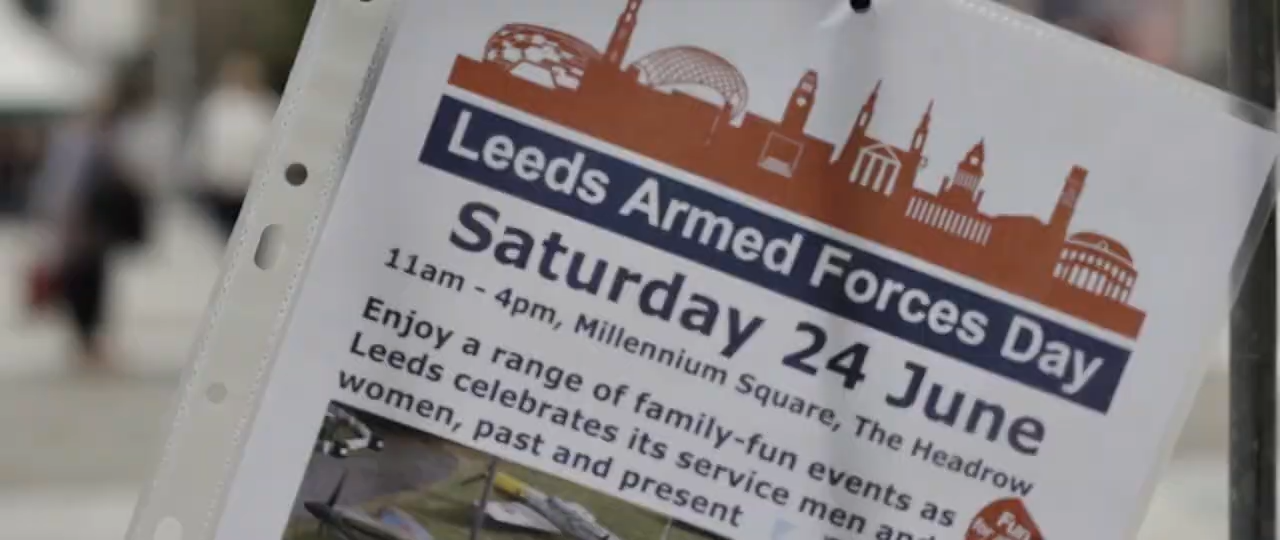 Leeds Armed Forces Day
Saturday 24 June
11am - 4pm, Millennium Square, The Headrow
Enjoy a range of family-fun events as
Leeds celebrates its service men and
women, past and present
Fun